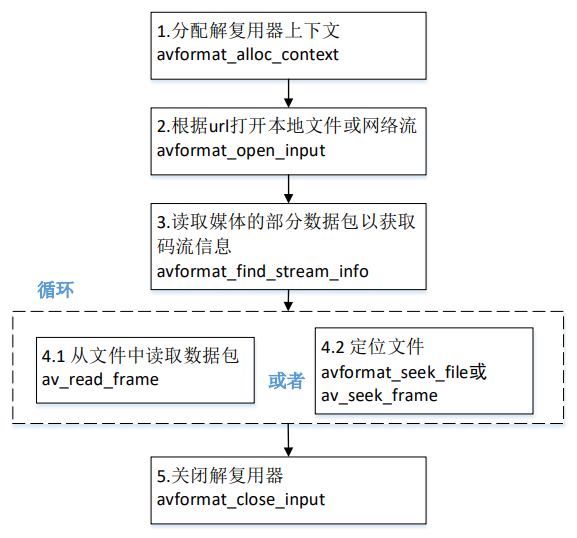 1.分配解复用器上下文
avformat_alloc_context
2.根据url打开本地文件或网络流
avformat_open_input
3.读取媒体的部分数据包以获取
码流信息
avformat_find_stream_info
循环
4.1 从文件中读取数据包
av_read_frame
或者
4.2 定位文件
avformat_seek_file或
av_seek_frame
5.关闭解复用器
avformat_close_input